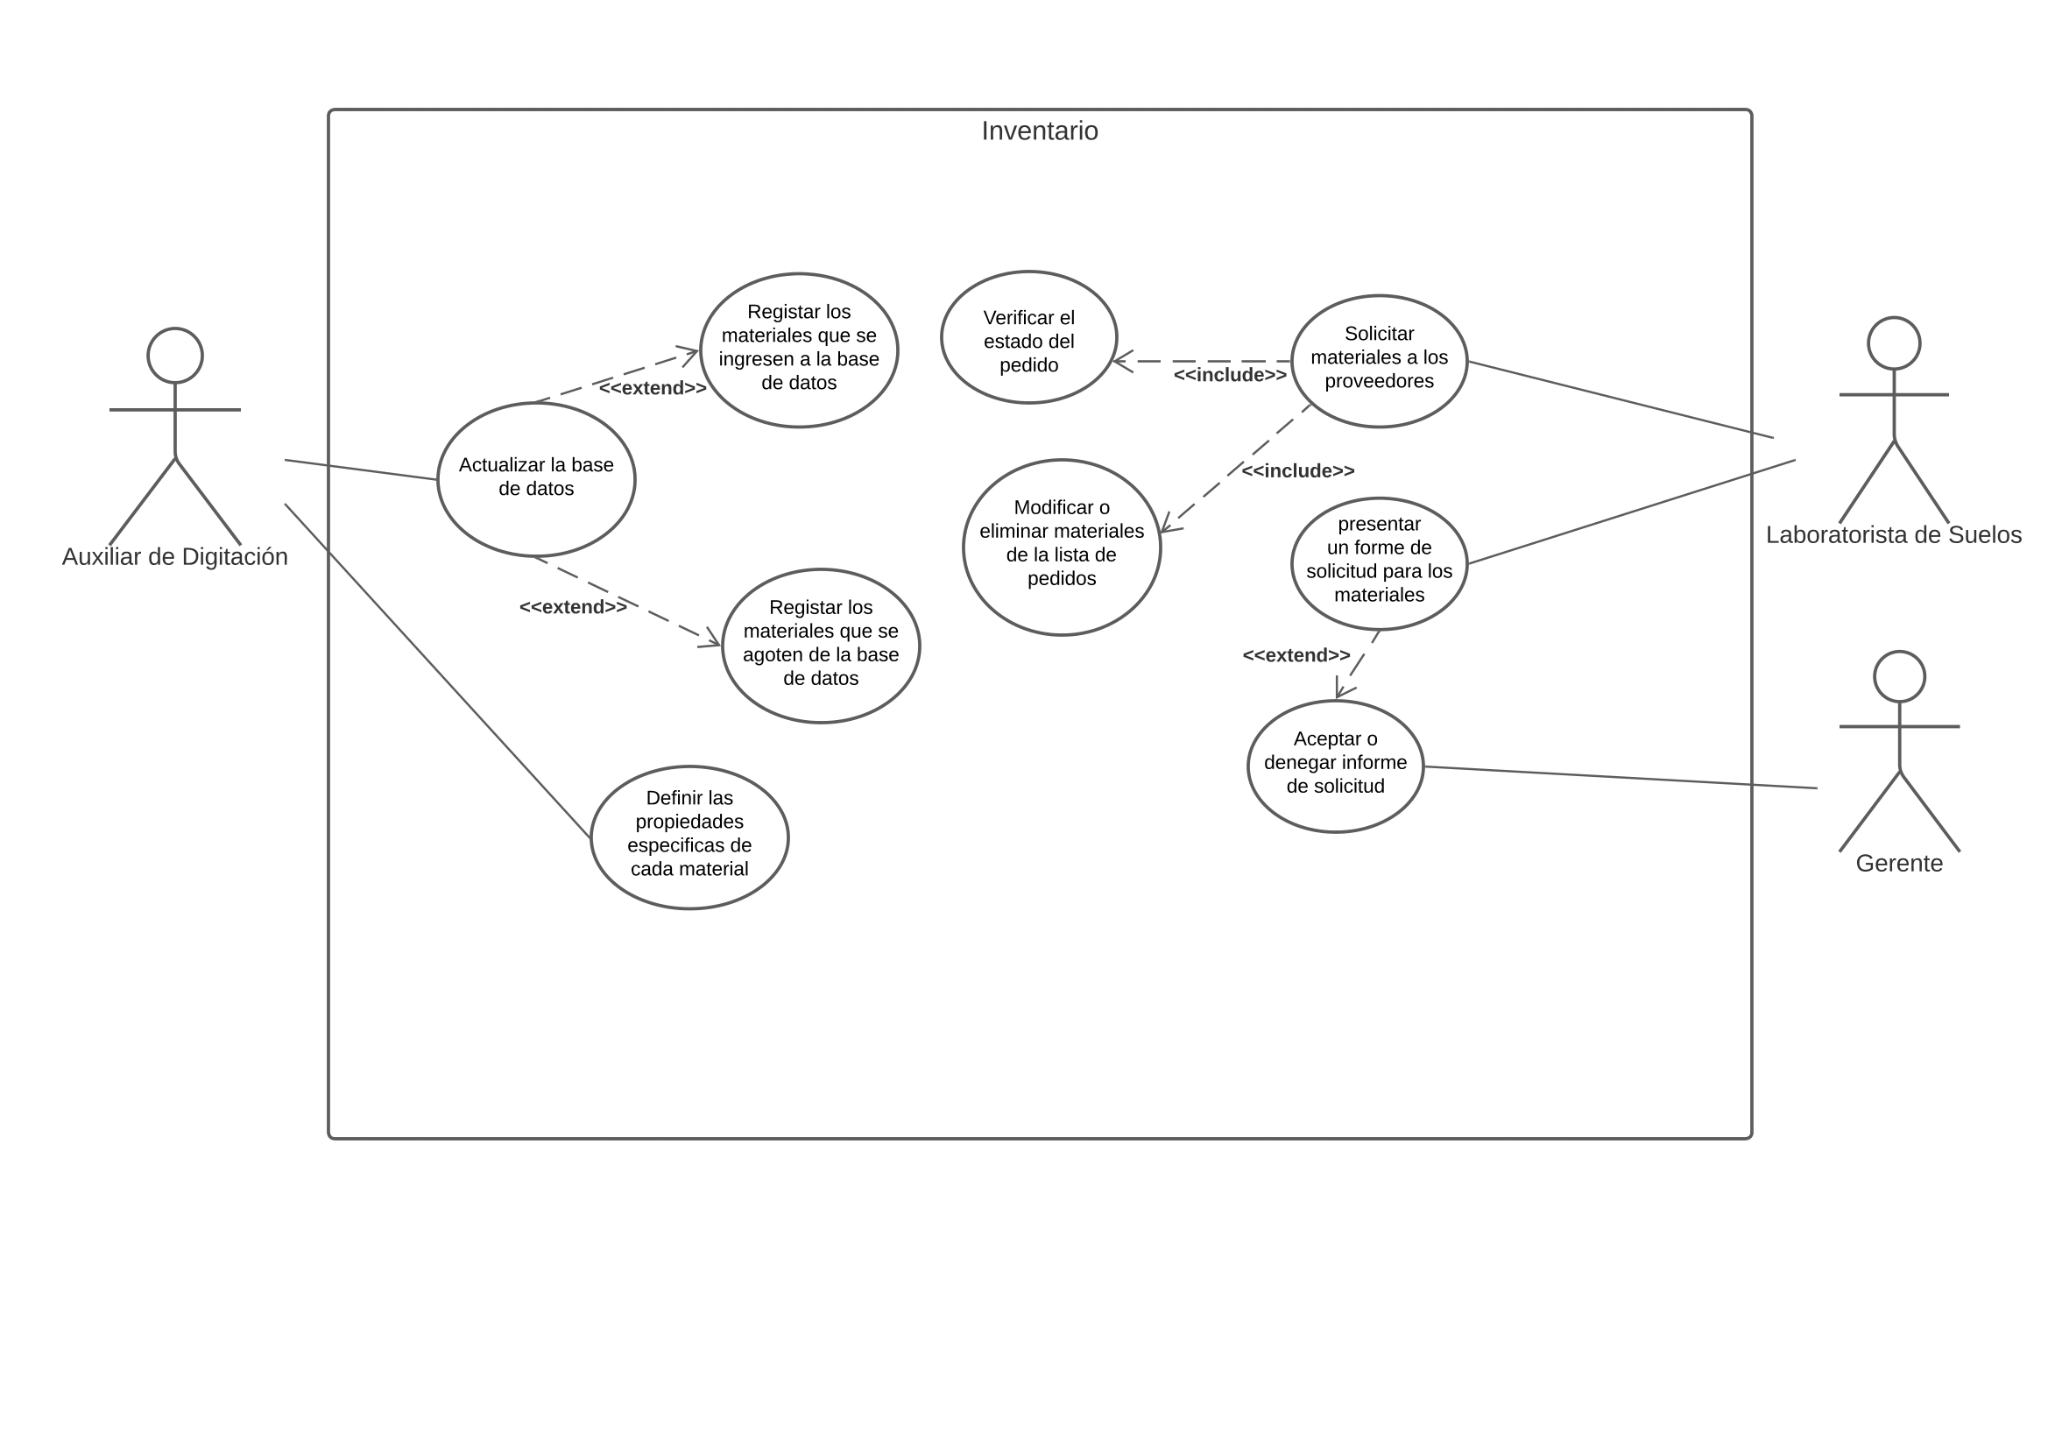 Inventario
Registar los
materiales que se
ingresen a la base
de datos
<<extend>>
Actualizar la base
de datos
Auxiliar de Digitación
<<extend>>
Registar los
materiales que se
agoten de la base
de datos
Definir las
propiedades
especificas de
cada material
Verificar el
estado del
pedido
<<include>>
Solicitar
materiales a los
proveedores
<<include>>
Modificar o
eliminar materiales
de la lista de
pedidos
presentar
un forme de
solicitud para los
materiales
Laboratorista de Suelos
<<extend>>
Aceptar o
denegar informe
de solicitud
Gerente